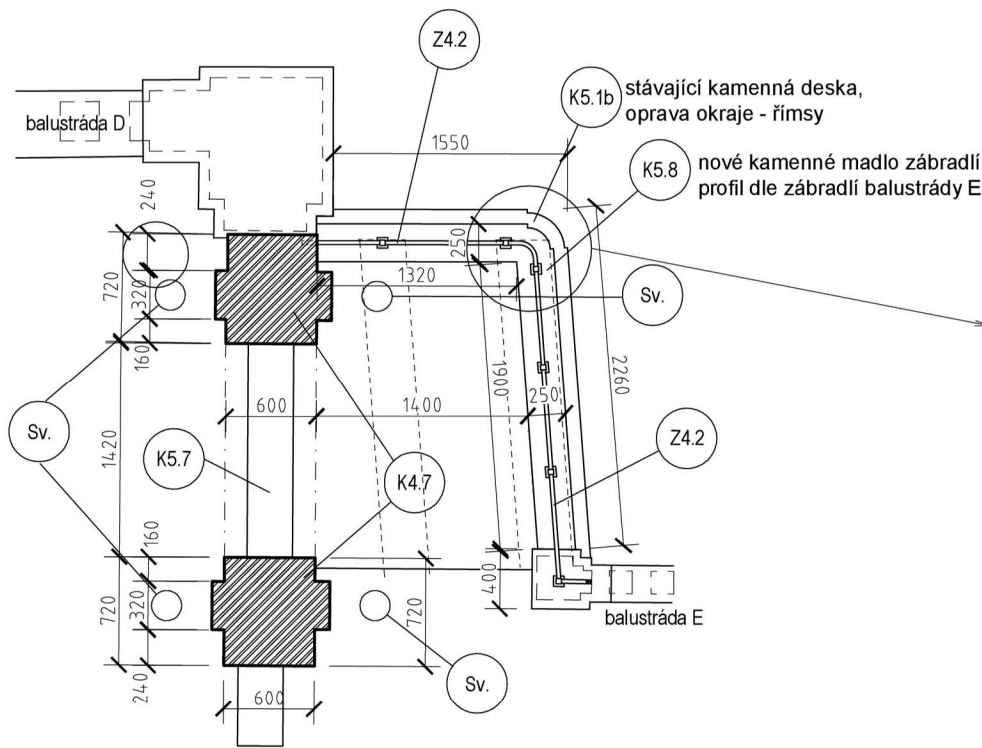 Z4.2
K5.1b
stávající kamenná deska,
oprava okraje - římsy
balustráda D
1550
K5.8
nové kamenné madlo zábradlí
profil dle zábradlí balustrády E
240
250
720
320
1320
Sv.
160
1900
2260
600
1400
250
Z4.2
Sv.
1420
K5.7
K4.7
160
400
720
320
720
balustráda E
240
600
Sv.